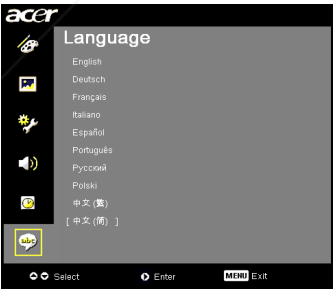 acer
Language
English
Deutsch
Français
Italiano
Español
Português
Русский
Polski
中文 (繁)
[ 中文 (简) ]
abc
Select Enter MENU Exit